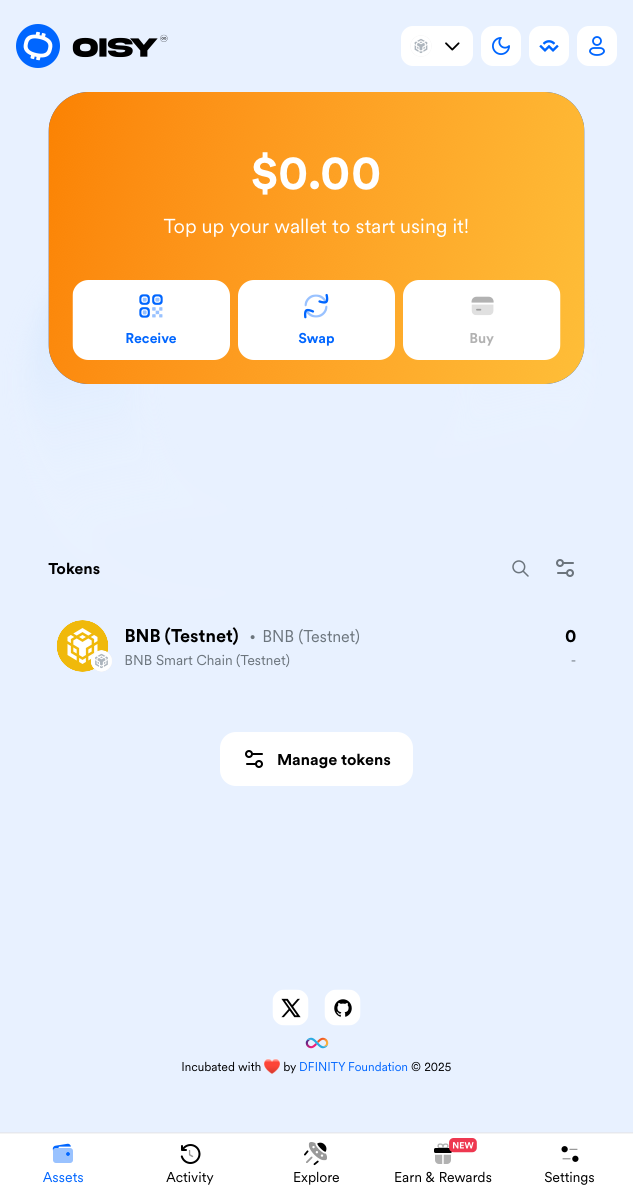 OISY
$0.00
Top up your wallet to start using it!
Receive
Swap
Buy
Tokens
BNB (Testnet) • BNB (Testnet)
0
BNB Smart Chain (Testnet)
-
Manage tokens
Incubated with ❤️ by DFINITY Foundation © 2025
NEW
Assets
Activity
Explore
Earn & Rewards
Settings